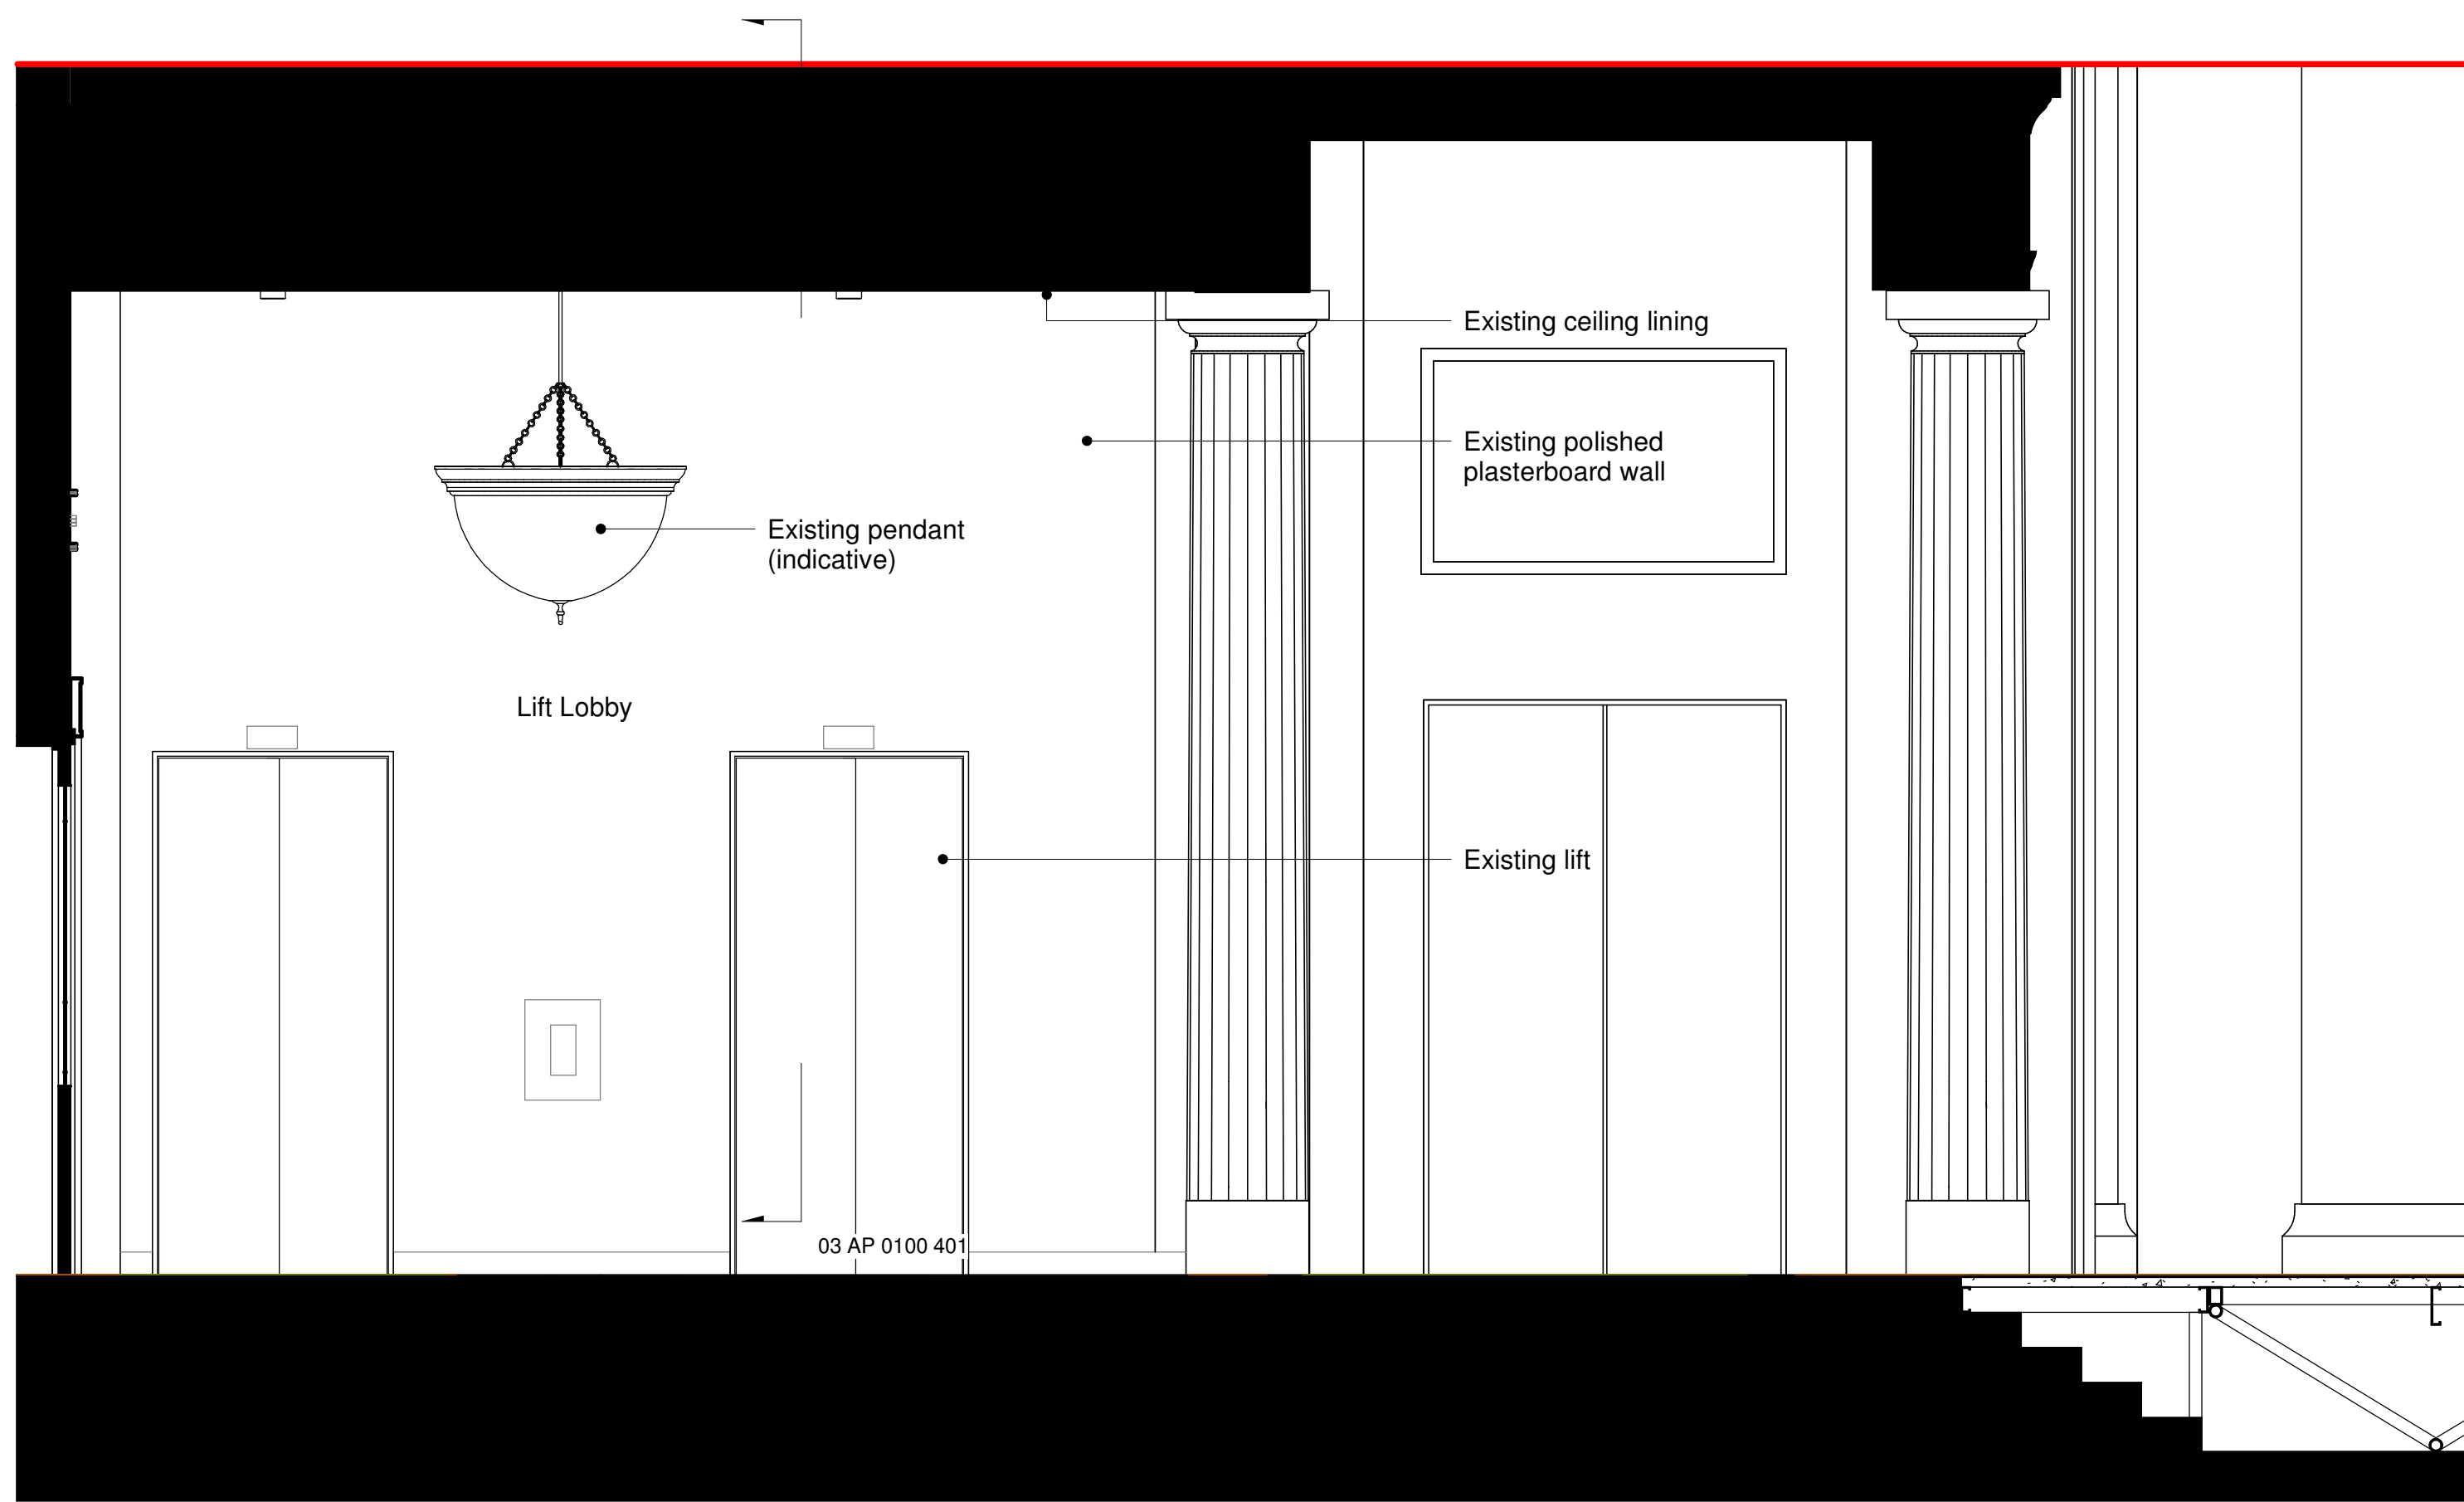 Existing ceiling lining
Existing polished
plasterboard wall
Existing pendant
(indicative)
Lift Lobby
Existing lift
03 AP 0100 401